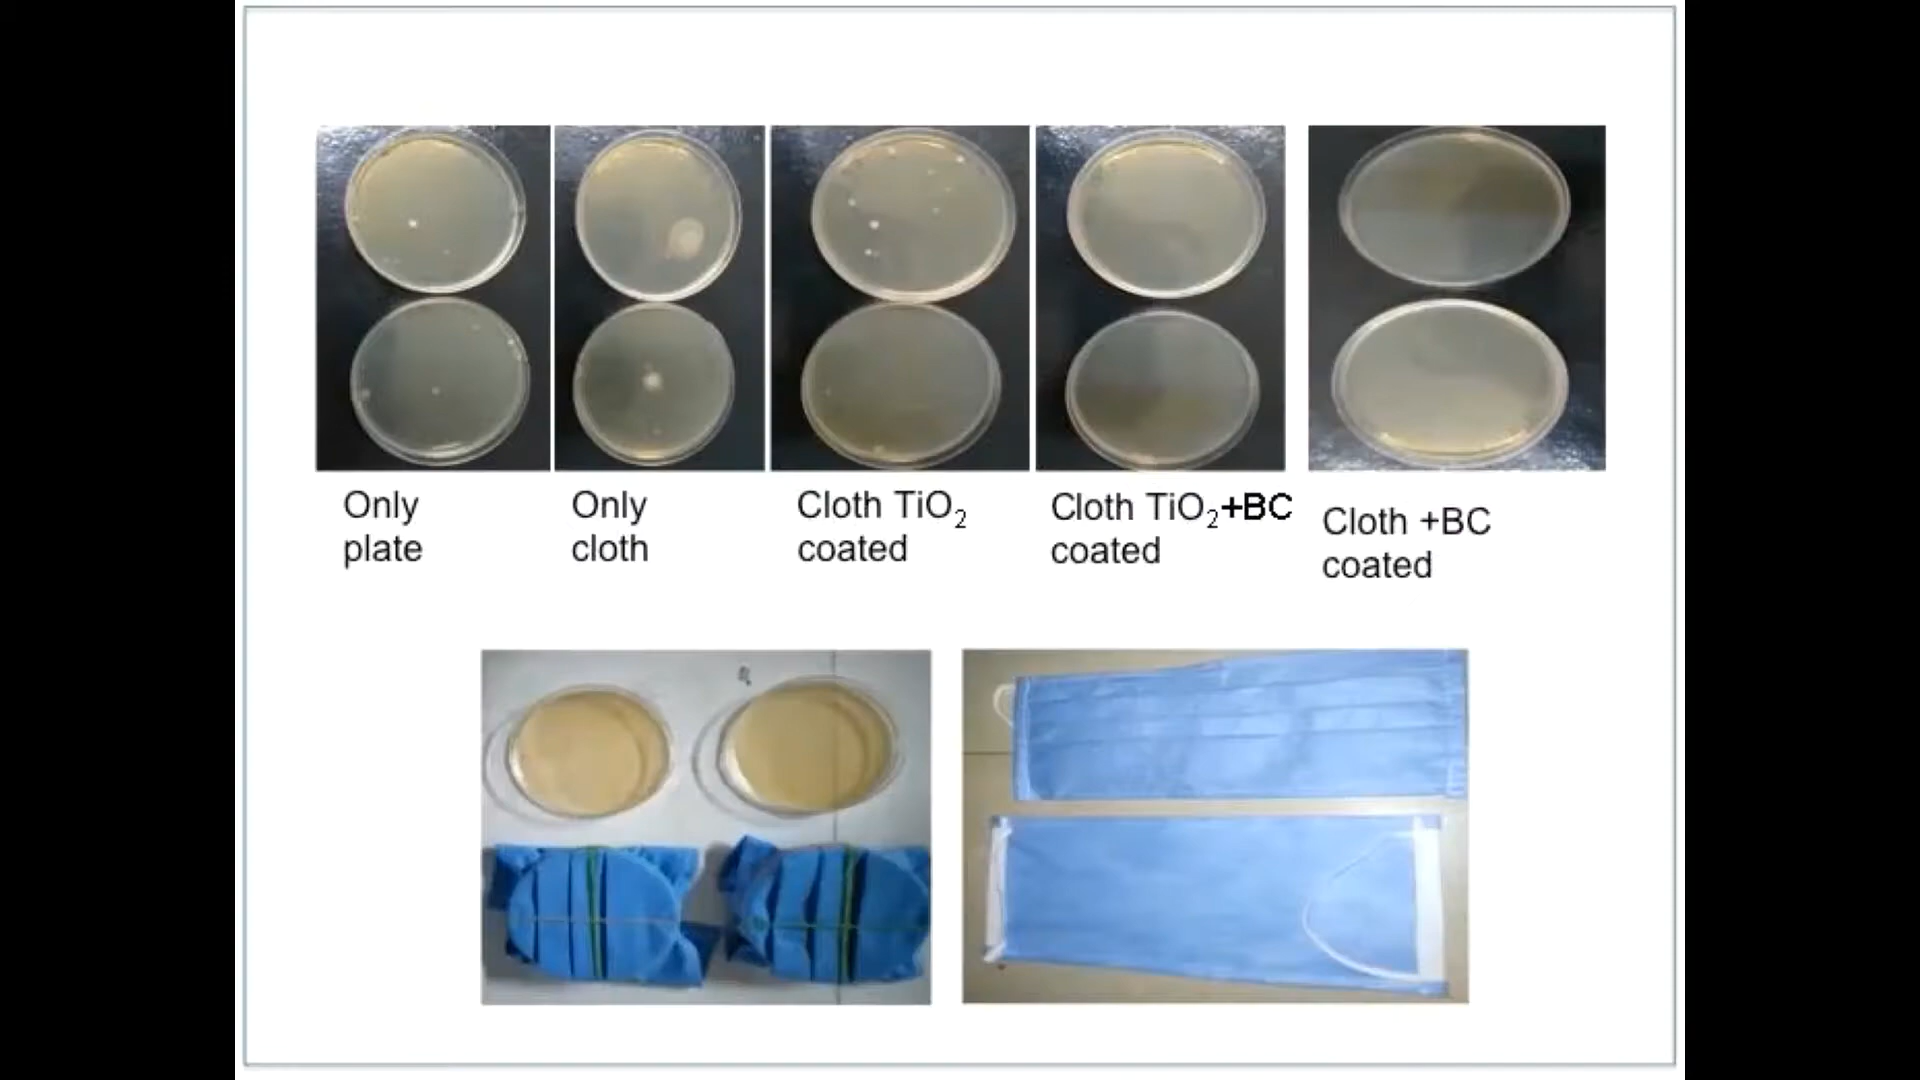 Only
plate
Only
cloth
Cloth TiO₂
coated
Cloth TiO₂+BC
coated
Cloth +BC
coated